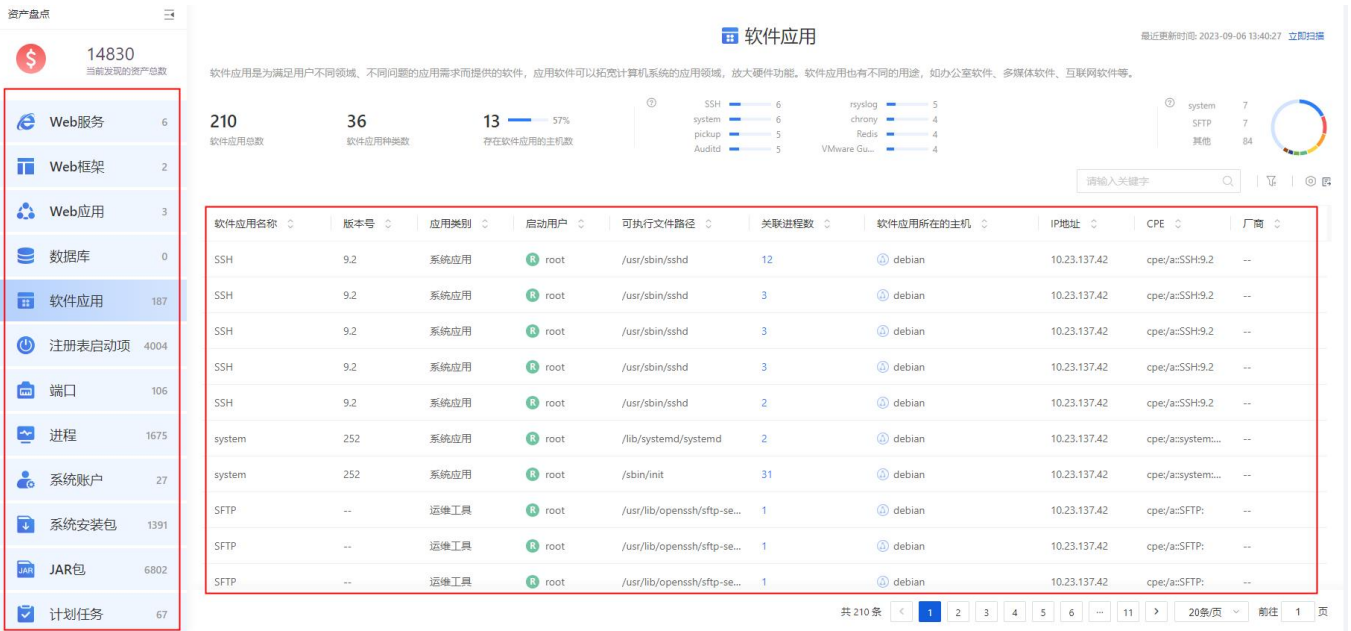 资产盘点
14830
当前发现的资产总数
Web服务 6
Web框架 2
Web应用 3
数据库 0
软件应用 187
注册表启动项 4004
端口 106
进程 1675
系统账户 27
系统安装包 1391
JAR包 6802
计划任务 67
软件应用
最近更新时间: 2023-09-06 13:40:27 立即扫描
软件应用是为满足用户不同领域、不同问题的应用需求而提供的软件，应用软件可以拓宽计算机系统的应用领域，放大硬件功能。软件应用也有不同的用途，如办公室软件、多媒体软件、互联网软件等。
210
软件应用总数
36
软件应用种类数
13 57%
存在软件应用的主机数
SSH 6 rsyslog 5
system 6 chrony 4
pickup 5 Redis 4
Auditd 5 VMware Gu... 4
system 7
SFTP 7
其他 84
请输入关键字
软件应用名称 版本号 应用类别 启动用户 可执行文件路径 关联进程数 软件应用所在的主机 IP地址 CPE 厂商
SSH 9.2 系统应用 R root /usr/sbin/sshd 12 debian 10.23.137.42 cpe:/a::SSH:9.2 --
SSH 9.2 系统应用 R root /usr/sbin/sshd 3 debian 10.23.137.42 cpe:/a::SSH:9.2 --
SSH 9.2 系统应用 R root /usr/sbin/sshd 3 debian 10.23.137.42 cpe:/a::SSH:9.2 --
SSH 9.2 系统应用 R root /usr/sbin/sshd 3 debian 10.23.137.42 cpe:/a::SSH:9.2 --
SSH 9.2 系统应用 R root /usr/sbin/sshd 2 debian 10.23.137.42 cpe:/a::SSH:9.2 --
system 252 系统应用 R root /lib/systemd/systemd 2 debian 10.23.137.42 cpe:/a::system:... --
system 252 系统应用 R root /sbin/init 31 debian 10.23.137.42 cpe:/a::system:... --
SFTP -- 运维工具 R root /usr/lib/openssh/sftp-se... 1 debian 10.23.137.42 cpe:/a::SFTP: --
SFTP -- 运维工具 R root /usr/lib/openssh/sftp-se... 1 debian 10.23.137.42 cpe:/a::SFTP: --
SFTP -- 运维工具 R root /usr/lib/openssh/sftp-se... 1 debian 10.23.137.42 cpe:/a::SFTP: --
共 210 条 < 1 2 3 4 5 6 ... 11 > 20条/页 前往 1 页